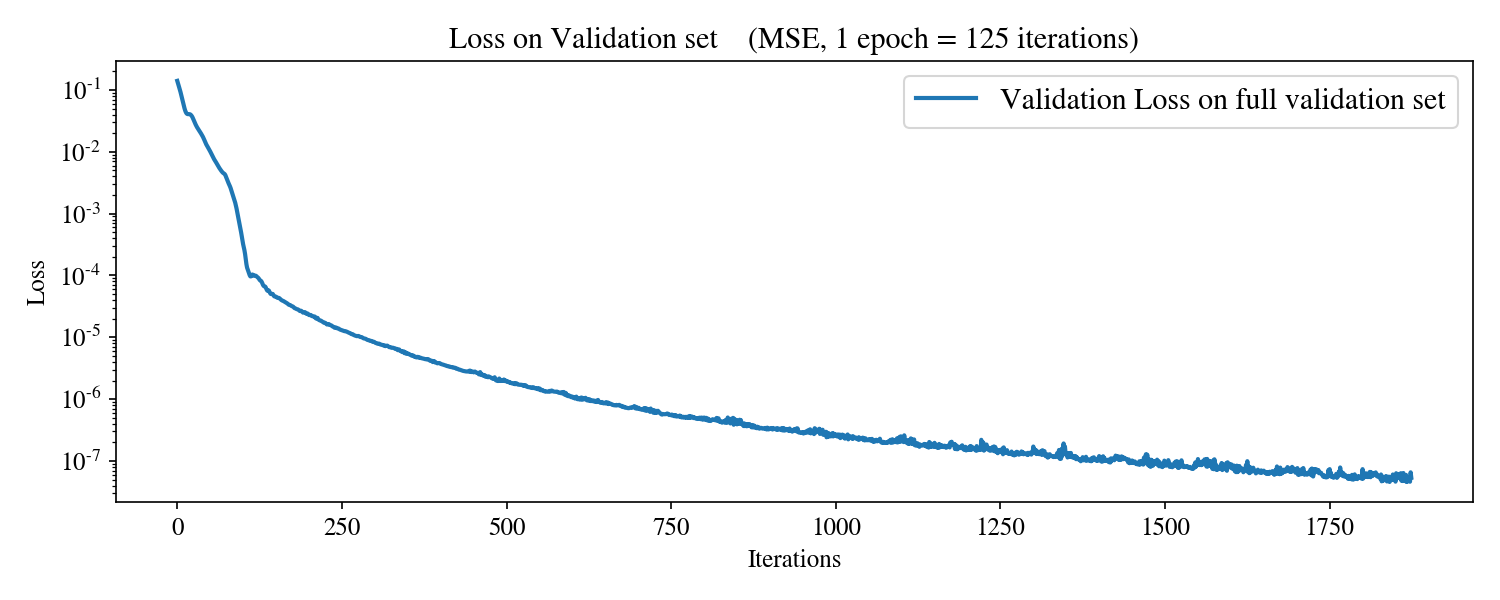 Loss on Validation set    (MSE, 1 epoch = 125 iterations)
Validation Loss on full validation set
Loss
10⁻¹
10⁻²
10⁻³
10⁻⁴
10⁻⁵
10⁻⁶
10⁻⁷
0 250 500 750 1000 1250 1500 1750
Iterations